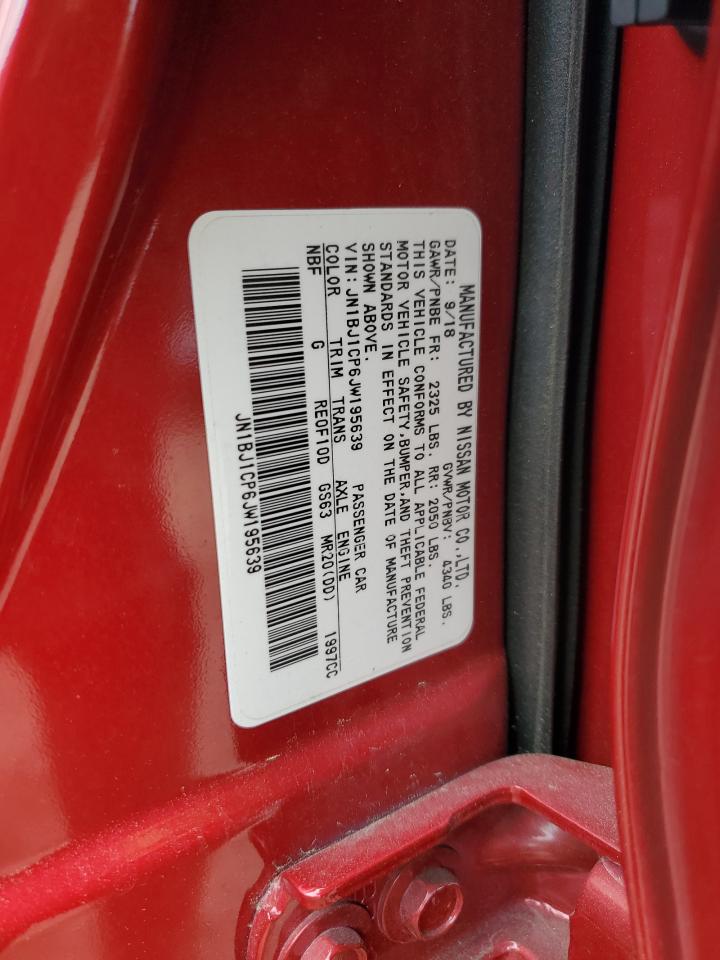 MANUFACTURED BY NISSAN MOTOR CO.,LTD.
DATE: 9/18 GVWR/PNBV: 4340 LBS.
GAWR/PNBE FR: 2325 LBS. RR: 2050 LBS.
THIS VEHICLE CONFORMS TO ALL APPLICABLE FEDERAL
MOTOR VEHICLE SAFETY,BUMPER,AND THEFT PREVENTION
STANDARDS IN EFFECT ON THE DATE OF MANUFACTURE
SHOWN ABOVE.
VIN:JN1BJ1CP6JW195639 PASSENGER CAR
COLOR TRIM TRANS AXLE ENGINE
NBF G RE0F10D GS63 MR20(DD) 1997CC
JN1BJ1CP6JW195639